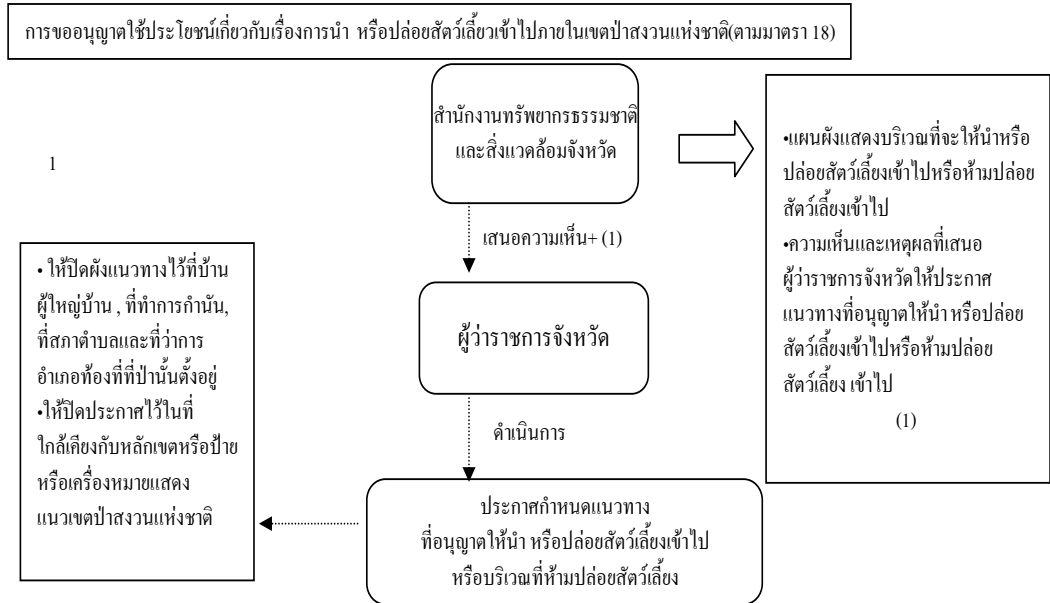 การขออนุญาตใช้ประโยชน์เกี่ยวกับเรื่องการนำ หรือปล่อยสัตว์เลี้ยวเข้าไปภายในเขตป่าสงวนแห่งชาติ(ตามมาตรา 18)
สำนักงานทรัพยากรธรรมชาติ
และสิ่งแวดล้อมจังหวัด
1
•แผนผังแสดงบริเวณที่จะให้นำหรือ
ปล่อยสัตว์เลี้ยงเข้าไปหรือห้ามปล่อย
สัตว์เลี้ยงเข้าไป
•ความเห็นและเหตุผลที่เสนอ
ผู้ว่าราชการจังหวัดให้ประกาศ
แนวทางที่อนุญาตให้นำ หรือปล่อย
สัตว์เลี้ยงเข้าไปหรือห้ามปล่อย
สัตว์เลี้ยง เข้าไป
(1)
เสนอความเห็น+ (1)
ผู้ว่าราชการจังหวัด
ดำเนินการ
ประกาศกำหนดแนวทาง
ที่อนุญาตให้นำ หรือปล่อยสัตว์เลี้ยงเข้าไป
หรือบริเวณที่ห้ามปล่อยสัตว์เลี้ยง
• ให้ปิดผังแนวทางไว้ที่บ้าน
ผู้ใหญ่บ้าน , ที่ทำการกำนัน,
ที่สภาตำบลและที่ว่าการ
อำเภอท้องที่ที่ป่านั้นตั้งอยู่
•ให้ปิดประกาศไว้ในที่
ใกล้เคียงกับหลักเขตหรือป้าย
หรือเครื่องหมายแสดง
แนวเขตป่าสงวนแห่งชาติ